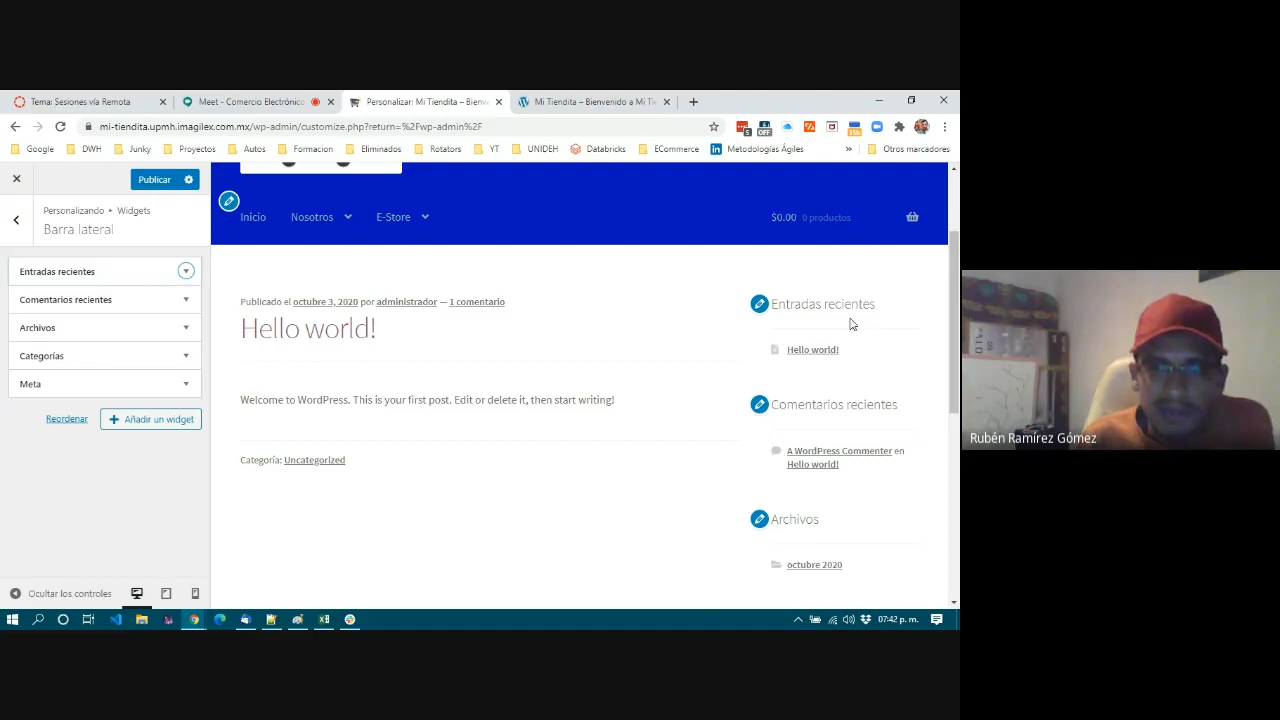 Tema: Sesiones vía Remota
Meet - Comercio Electrónico
Personalizar: Mi Tiendita – Bienve
Mi Tiendita – Bienvenido a Mi Ti
mi-tiendita.upmh.imagilex.com.mx/wp-admin/customize.php?return=%2Fwp-admin%2F
5
OFF
Google
DWH
Junky
Proyectos
Autos
Formacion
Eliminados
Rotators
YT
UNIDEH
Databricks
ECommerce
Metodologías Ágiles
»
Otros marcadores
Publicar
Personalizando ▸ Widgets
Barra lateral
Entradas recientes
Comentarios recientes
Archivos
Categorías
Meta
Reordenar
Añadir un widget
Ocultar los controles
Inicio
Nosotros
E-Store
$0.00 0 productos
Publicado el octubre 3, 2020 por administrador — 1 comentario
Hello world!
Welcome to WordPress. This is your first post. Edit or delete it, then start writing!
Categoría: Uncategorized
Entradas recientes
Hello world!
Comentarios recientes
A WordPress Commenter en
Hello world!
Archivos
octubre 2020
07:42 p. m.
Rubén Ramírez Gómez